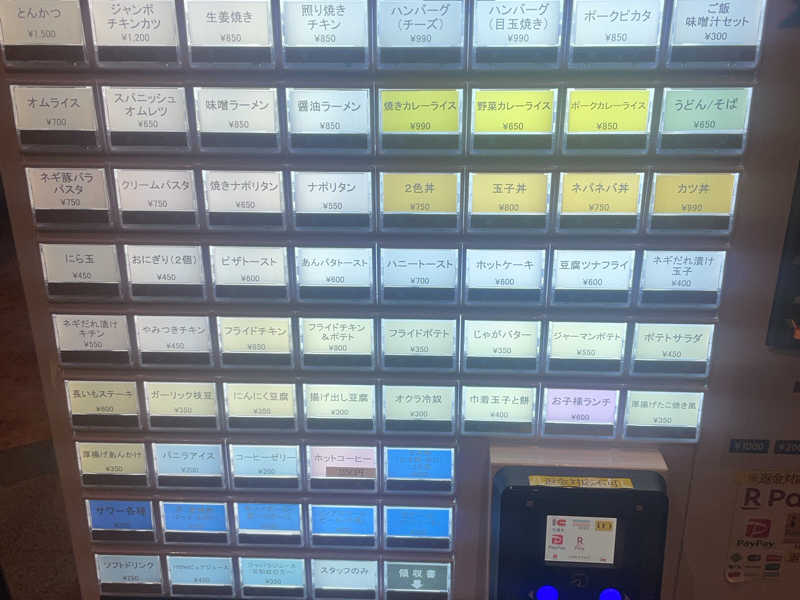 とんかつ
¥1,500
ジャンボ
チキンカツ
¥1,200
生姜焼き
¥850
照り焼き
チキン
¥850
ハンバーグ
(チーズ)
¥990
ハンバーグ
(目玉焼き)
¥990
ポークピカタ
¥850
ご飯
味噌汁セット
¥300
オムライス
¥700
スパニッシュ
オムレツ
¥650
味噌ラーメン
¥850
醤油ラーメン
¥850
焼きカレーライス
¥990
野菜カレーライス
¥650
ポークカレーライス
¥850
うどん/そば
¥650
ネギ豚バラ
パスタ
¥750
クリームパスタ
¥750
焼きナポリタン
¥650
ナポリタン
¥550
2色丼
¥750
玉子丼
¥600
ネバネバ丼
¥750
カツ丼
¥990
にら玉
¥450
おにぎり(2個)
¥450
ピザトースト
¥600
あんバタトースト
¥600
ハニートースト
¥700
ホットケーキ
¥600
豆腐ツナフライ
¥600
ネギだれ漬け
玉子
¥400
ネギだれ漬け
キチン
¥550
やみつきチキン
¥450
フライドチキン
¥650
フライドチキン
&ポテト
¥800
フライドポテト
¥350
じゃがバター
¥350
ジャーマンポテト
¥550
ポテトサラダ
¥450
長いもステーキ
¥600
ガーリック枝豆
¥350
にんにく豆腐
¥350
揚げ出し豆腐
¥300
オクラ冷奴
¥350
巾着玉子と餅
¥400
お子様ランチ
¥600
厚揚げたこ焼き風
¥350
厚揚げあんかけ
¥350
バニラアイス
¥200
コーヒーゼリー
¥200
ホットコーヒー
サワー各種
ソフトドリンク
¥250
スタッフのみ
領収書
¥1000
PayPay
R Pay
PayPay